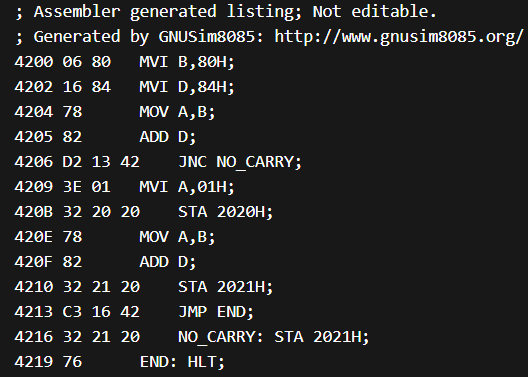 ; Assembler generated listing; Not editable.
; Generated by GNUSim8085: http://www.gnusim8085.org/
4200 06 80   MVI B,80H;
4202 16 84   MVI D,84H;
4204 78      MOV A,B;
4205 82      ADD D;
4206 D2 13 42    JNC NO_CARRY;
4209 3E 01   MVI A,01H;
420B 32 20 20    STA 2020H;
420E 78      MOV A,B;
420F 82      ADD D;
4210 32 21 20    STA 2021H;
4213 C3 16 42    JMP END;
4216 32 21 20    NO_CARRY: STA 2021H;
4219 76      END: HLT;